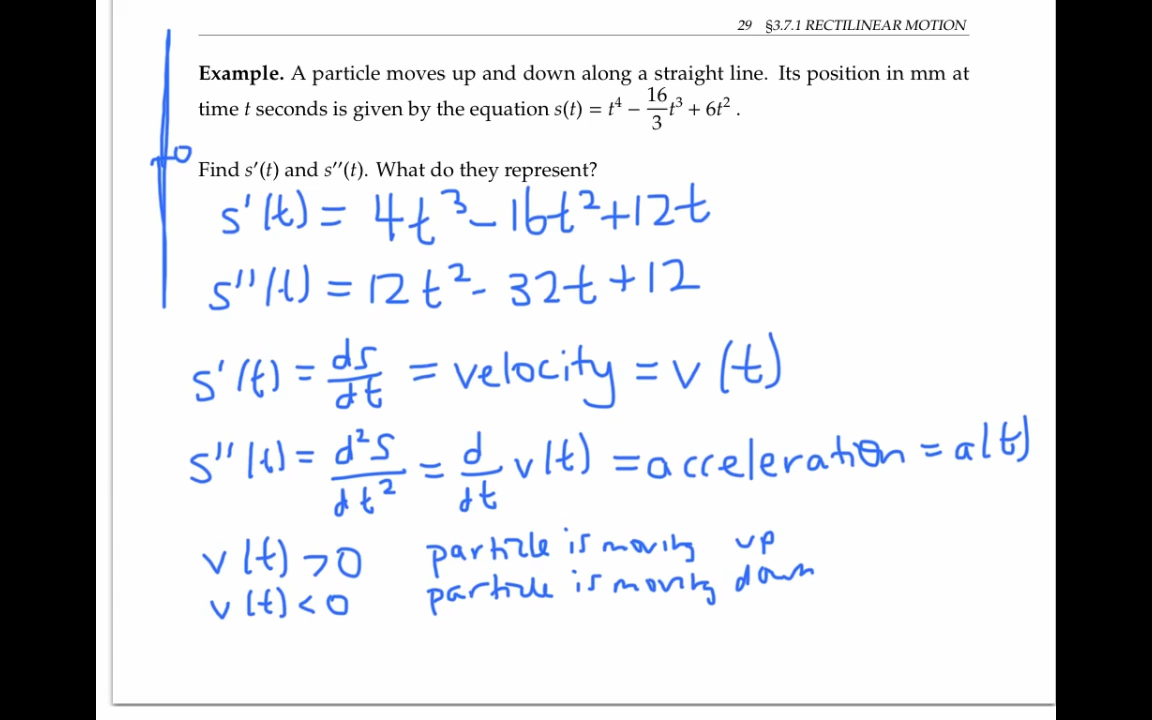 29 §3.7.1 RECTILINEAR MOTION
Example. A particle moves up and down along a straight line. Its position in mm at
time t seconds is given by the equation s(t) = t⁴ − 16/3 t³ + 6t² .
0
Find s′(t) and s″(t). What do they represent?
s'(t) = 4t³ - 16t² + 12t
s''(t) = 12t² - 32t + 12
s'(t) = ds/dt = velocity = v(t)
s''(t) = d²s/dt² = d/dt v(t) = acceleration = a(t)
v(t) > 0 particle is moving up
v(t) < 0 particle is moving down